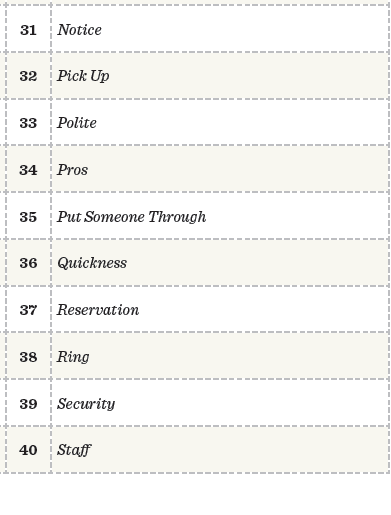 31 Notice
32 Pick Up
33 Polite
34 Pros
35 Put Someone Through
36 Quickness
37 Reservation
38 Ring
39 Security
40 Staff